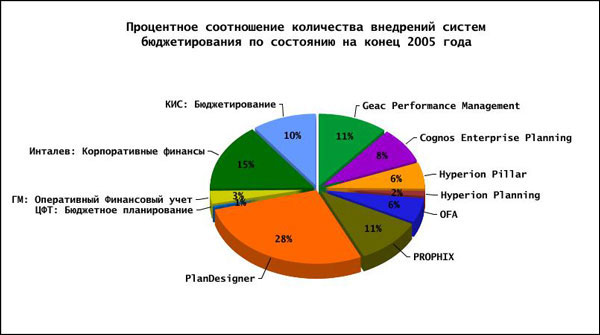 Процентное соотношение количества внедрений систем
бюджетирования по состоянию на конец 2005 года
КИС: Бюджетирование
Geac Performance Management
10%
11%
Cognos Enterprise Planning
8%
Инталев: Корпоративные финансы
15%
Hyperion Pillar
6%
Hyperion Planning
2%
ГМ: Оперативный Финансовый учет
3%
ЦФТ: Бюджетное планирование
1%
OFA
6%
PROPHIX
11%
PlanDesigner
28%